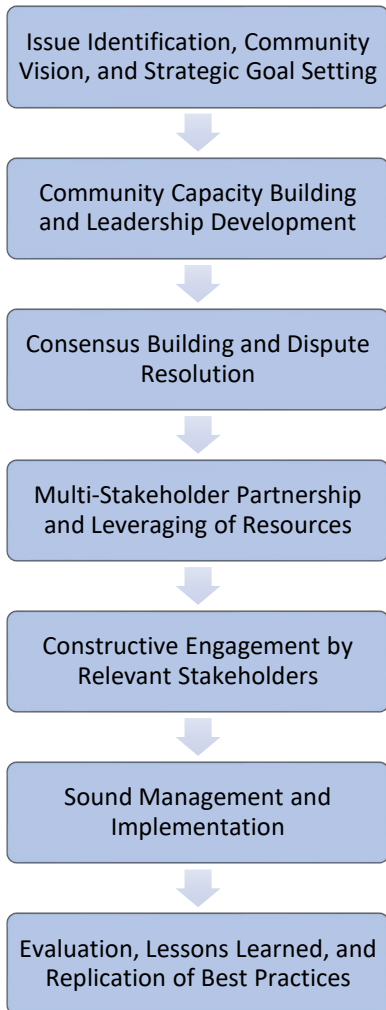 Issue Identification, Community
Vision, and Strategic Goal Setting
Community Capacity Building
and Leadership Development
Consensus Building and Dispute
Resolution
Multi-Stakeholder Partnership
and Leveraging of Resources
Constructive Engagement by
Relevant Stakeholders
Sound Management and
Implementation
Evaluation, Lessons Learned, and
Replication of Best Practices